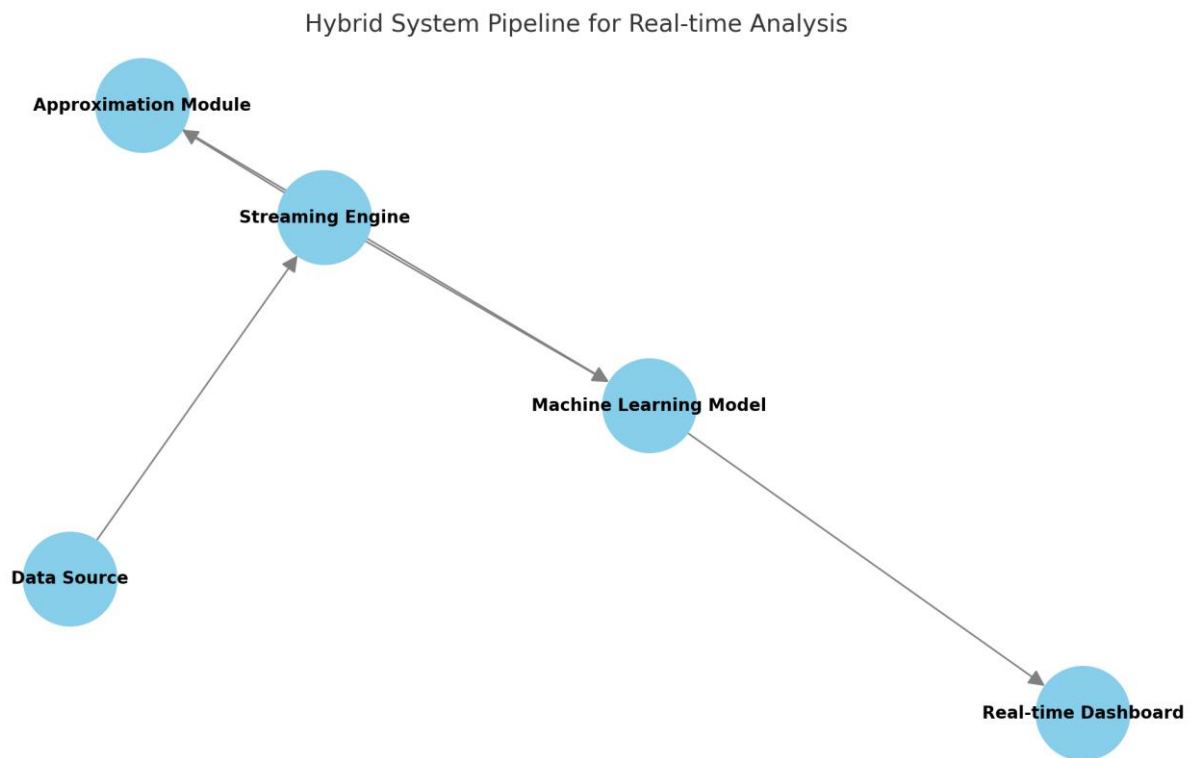 Hybrid System Pipeline for Real-time Analysis
Approximation Module
Streaming Engine
Machine Learning Model
Data Source
Real-time Dashboard